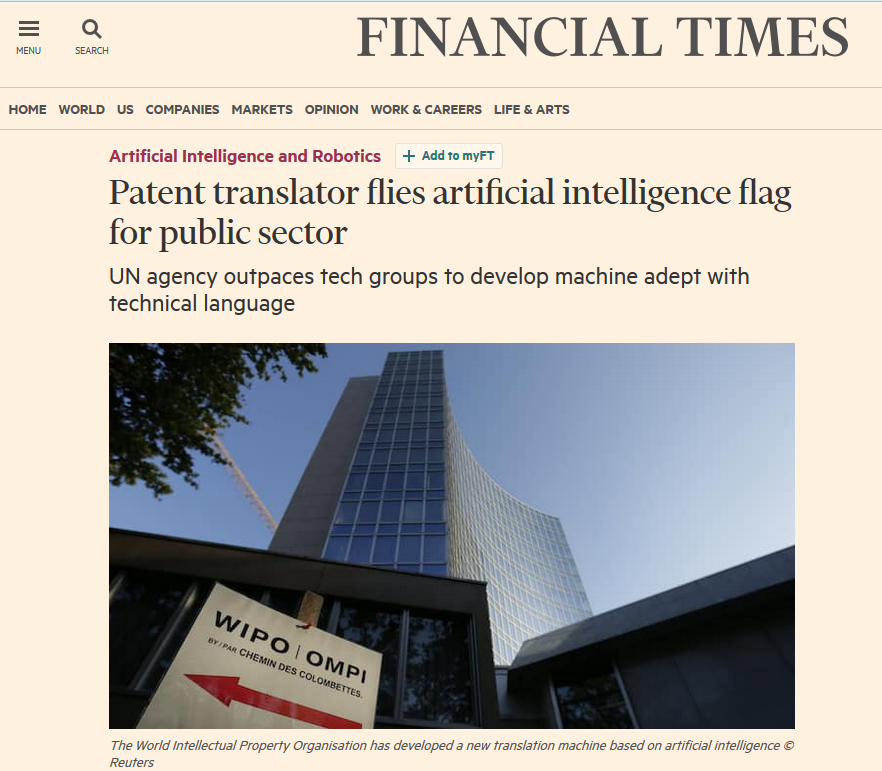 FINANCIAL TIMES
MENU
SEARCH
HOME WORLD US COMPANIES MARKETS OPINION WORK & CAREERS LIFE & ARTS
Artificial Intelligence and Robotics + Add to myFT
Patent translator flies artificial intelligence flag
for public sector
UN agency outpaces tech groups to develop machine adept with
technical language
WIPO | OMPI
BY / PAR CHEMIN DES COLOMBETTES.
The World Intellectual Property Organisation has developed a new translation machine based on artificial intelligence ©
Reuters